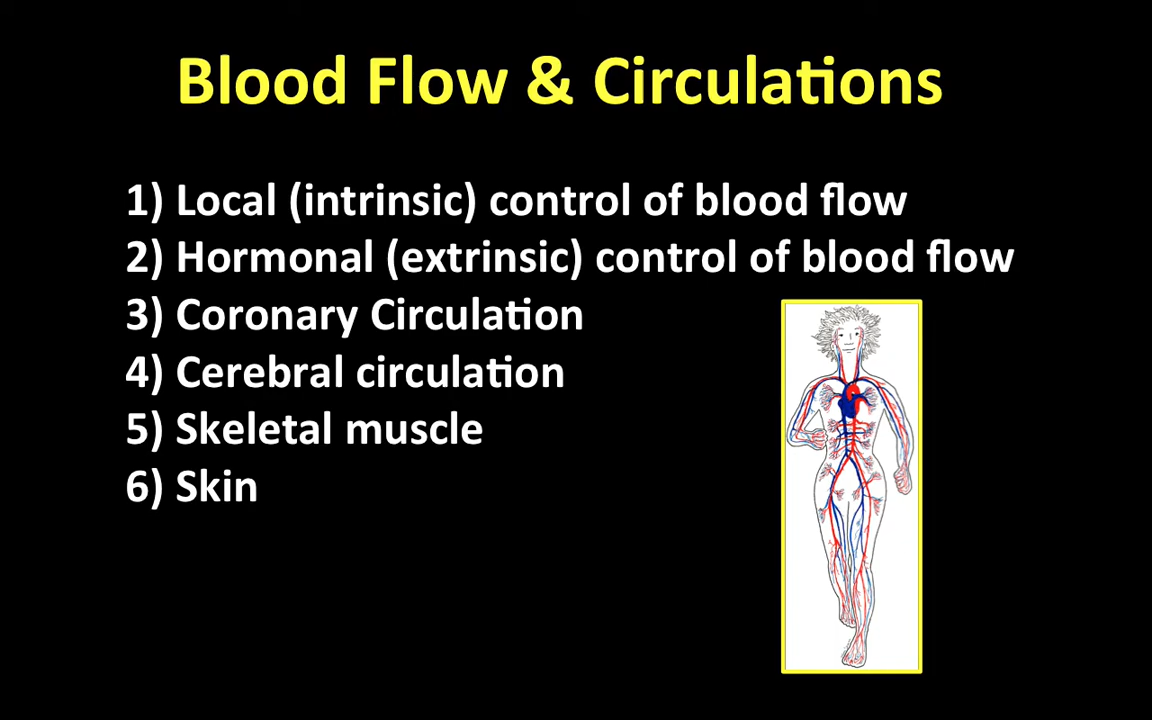 Blood Flow & Circulations
1) Local (intrinsic) control of blood flow
2) Hormonal (extrinsic) control of blood flow
3) Coronary Circulation
4) Cerebral circulation
5) Skeletal muscle
6) Skin